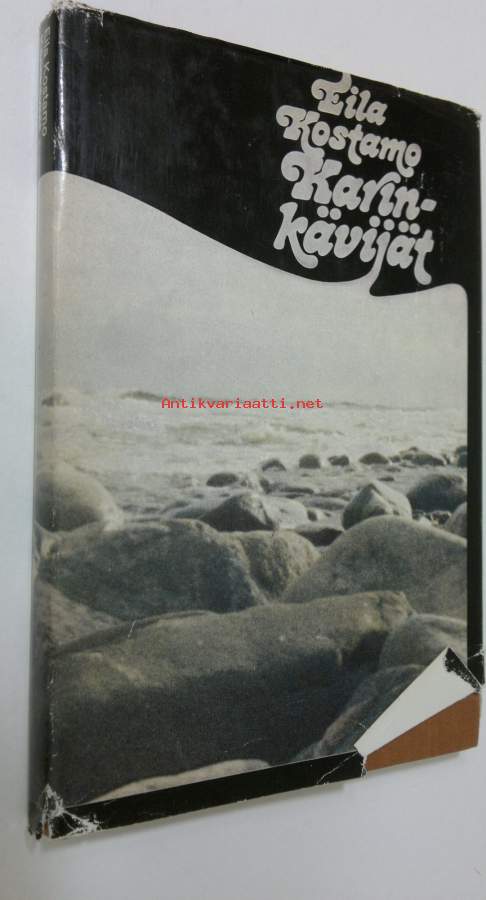 Eila
Kostamo
Karin-
kävijät
Eila Kostamo
Antikvariaatti.net